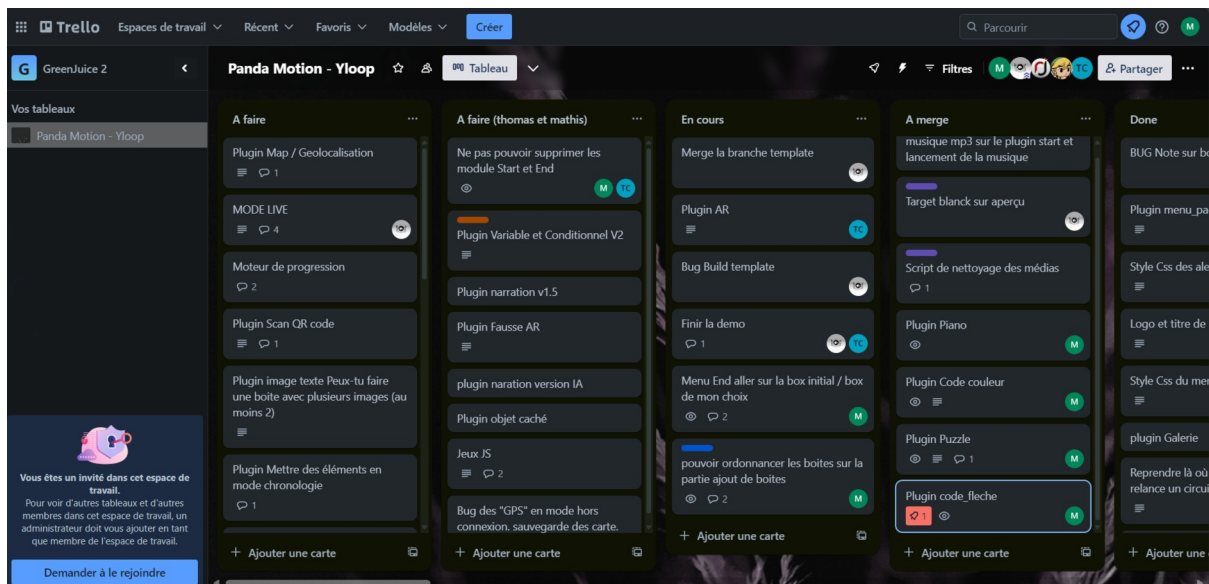 Trello Espaces de travail Récent Favoris Modèles Créer Parcourir M
G GreenJuice 2
Panda Motion - Yloop Tableau Filtres M TC Partager
Vos tableaux
Panda Motion - Yloop
Vous êtes un invité dans cet espace de
travail.
Pour voir d'autres tableaux et d'autres
membres dans cet espace de travail, un
administrateur doit vous ajouter en tant
que membre de l'espace de travail.
Demander à le rejoindre
A faire
Plugin Map / Geolocalisation
1
MODE LIVE
4
Moteur de progression
2
Plugin Scan QR code
1
Plugin image texte Peux-tu faire
une boite avec plusieurs images (au
moins 2)
Plugin Mettre des éléments en
mode chronologie
1
+ Ajouter une carte
A faire (thomas et mathis)
Ne pas pouvoir supprimer les
module Start et End
M TC
Plugin Variable et Conditionnel V2
Plugin narration v1.5
Plugin Fausse AR
plugin naration version IA
Plugin objet caché
Jeux JS
2
Bug des "GPS" en mode hors
connexion, sauvegarde des carte.
+ Ajouter une carte
En cours
Merge la branche template
Plugin AR
TC
Bug Build template
Finir la demo
1 TC
Menu End aller sur la box initial / box
de mon choix
2 M
pouvoir ordonnancer les boites sur la
partie ajout de boites
2 M
+ Ajouter une carte
A merge
musique mp3 sur le plugin start et
lancement de la musique
Target blanck sur aperçu
Script de nettoyage des médias
1
Plugin Piano
M
Plugin Code couleur
M
Plugin Puzzle
1 M
Plugin code_fleche
1 M
+ Ajouter une carte
Done
BUG Note sur
Plugin menu_pa
Style Css des ale
Logo et titre de
Style Css du me
plugin Galerie
Reprendre là où
relance un circui
+ Ajouter une